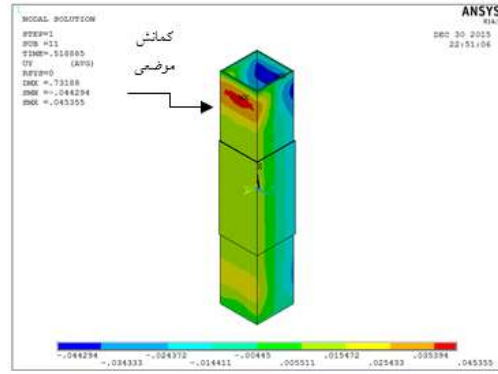 1
NODAL SOLUTION
STEP=1
SUB =11
TIME=.518885
UY (AVG)
RSYS=0
DMX =.73188
SMN =-.044294
SMX =.045355
ANSYS
DEC 30 2015
22:51:06
کمانش
موضعی
-.044294 -.024372 -.00445 .015472 .035394
-.034333 -.014411 .005511 .025433 .045355